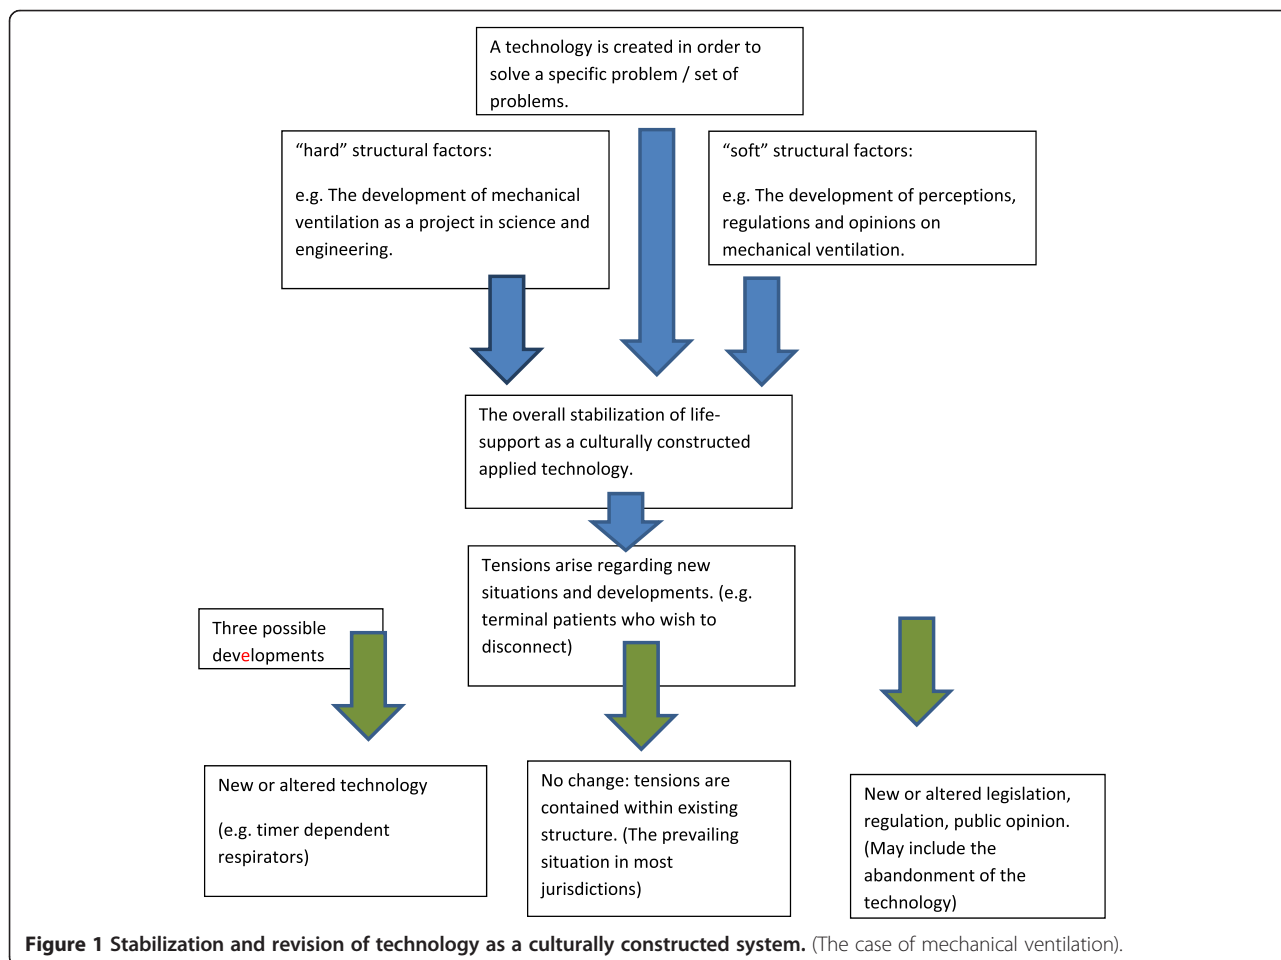 A technology is created in order to
solve a specific problem / set of
problems.
“hard” structural factors:
e.g. The development of mechanical
ventilation as a project in science and
engineering.
“soft” structural factors:
e.g. The development of perceptions,
regulations and opinions on
mechanical ventilation.
The overall stabilization of life-
support as a culturally constructed
applied technology.
Tensions arise regarding new
situations and developments. (e.g.
terminal patients who wish to
disconnect)
Three possible
developments
New or altered technology
(e.g. timer dependent
respirators)
No change: tensions are
contained within existing
structure. (The prevailing
situation in most
jurisdictions)
New or altered legislation,
regulation, public opinion.
(May include the
abandonment of the
technology)
Figure 1 Stabilization and revision of technology as a culturally constructed system. (The case of mechanical ventilation).